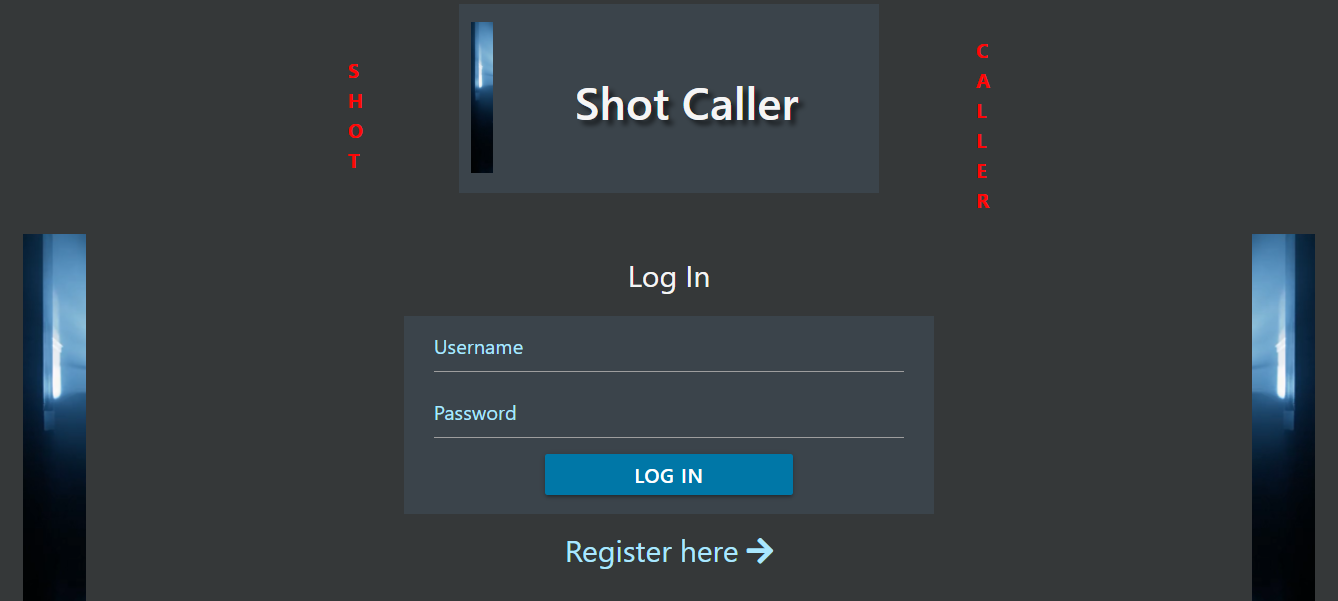 S
H
O
T
Shot Caller
C
A
L
L
E
R
Log In
Username
Password
LOG IN
Register here